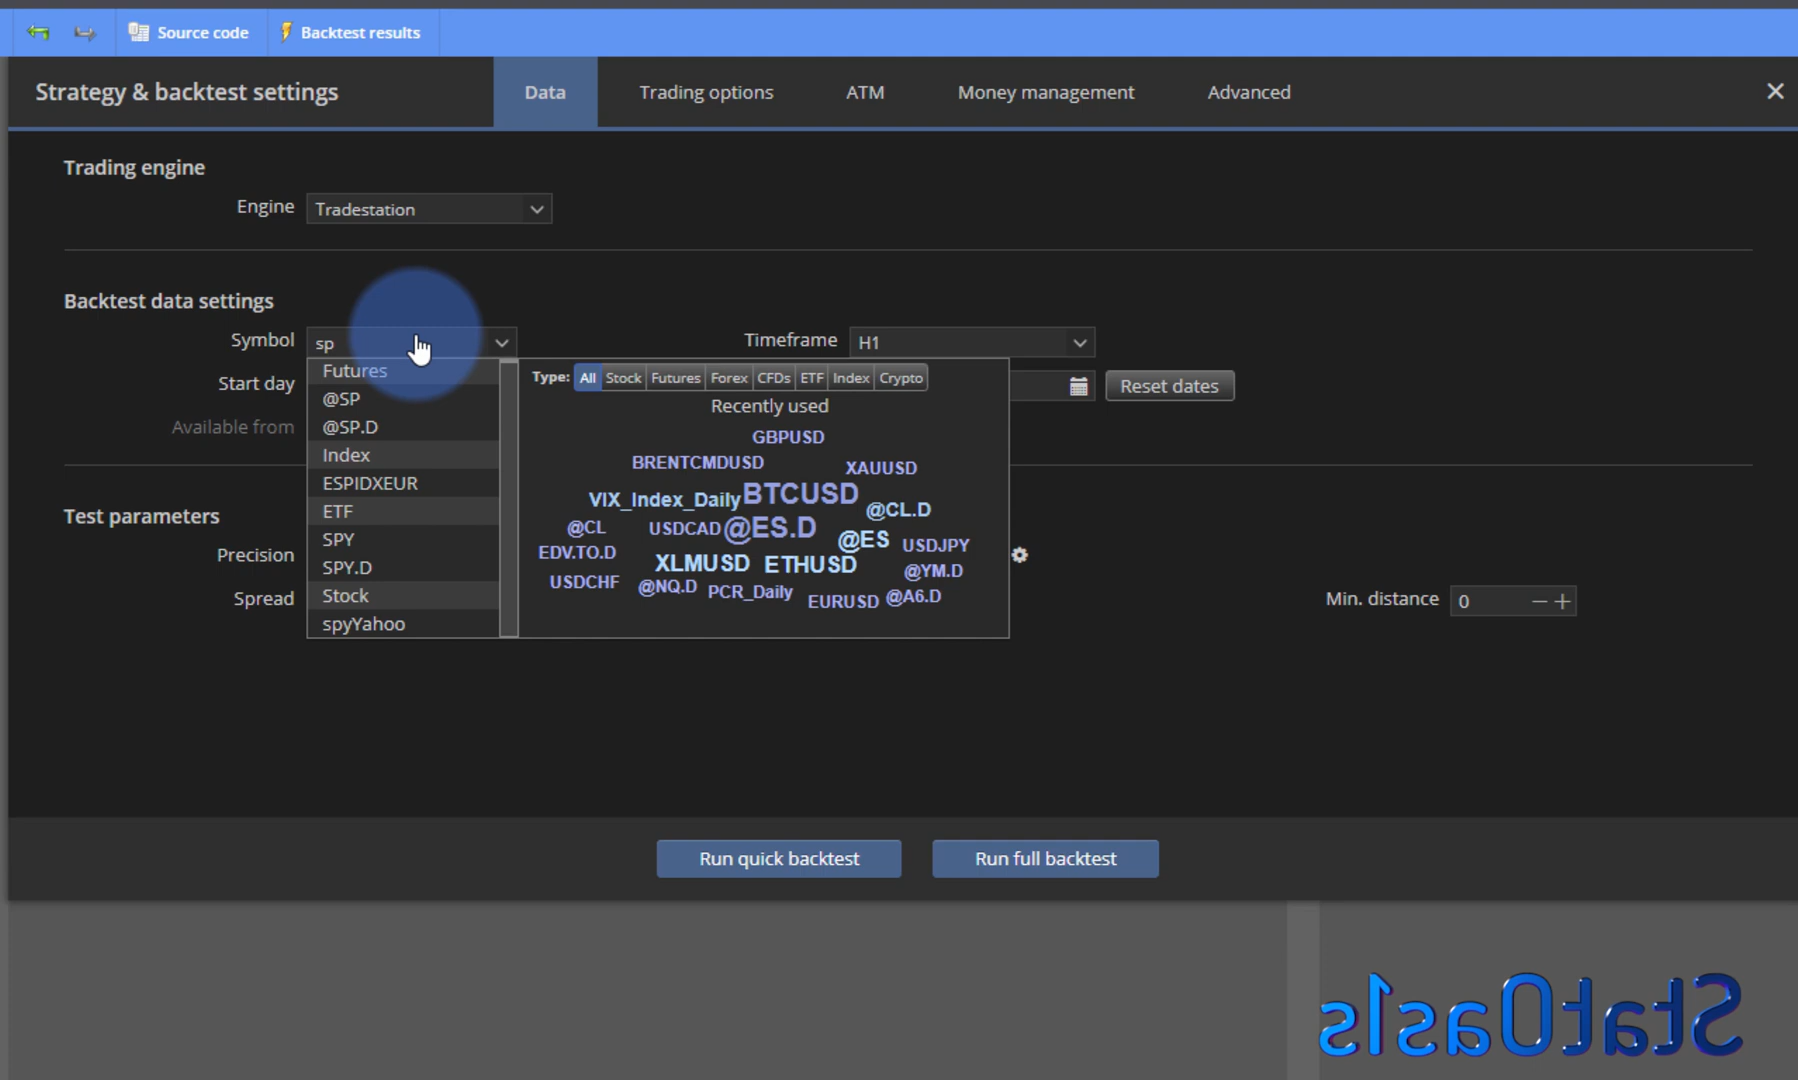 Source code
Backtest results
Strategy & backtest settings
Data
Trading options
ATM
Money management
Advanced
Trading engine
Engine
Tradestation
Backtest data settings
Symbol
sp
Timeframe
H1
Start day
Reset dates
Available from
Futures
@SP
@SP.D
Index
ESPIDXEUR
ETF
SPY
SPY.D
Stock
spyYahoo
Type: All Stock Futures Forex CFDs ETF Index Crypto
Recently used
GBPUSD
BRENTCMDUSD
XAUUSD
VIX_Index_Daily
BTCUSD
@CL.D
@CL
USDCAD
@ES.D
@ES
USDJPY
EDV.TO.D
XLMUSD
ETHUSD
@YM.D
USDCHF
@NQ.D
PCR_Daily
EURUSD
@A6.D
Test parameters
Precision
Spread
Min. distance
0
Run quick backtest
Run full backtest
StatOas1s